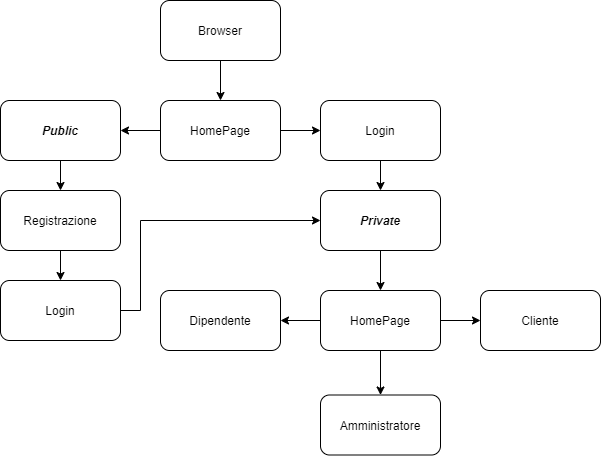 Browser
Public
HomePage
Login
Registrazione
Private
Login
Dipendente
HomePage
Cliente
Amministratore